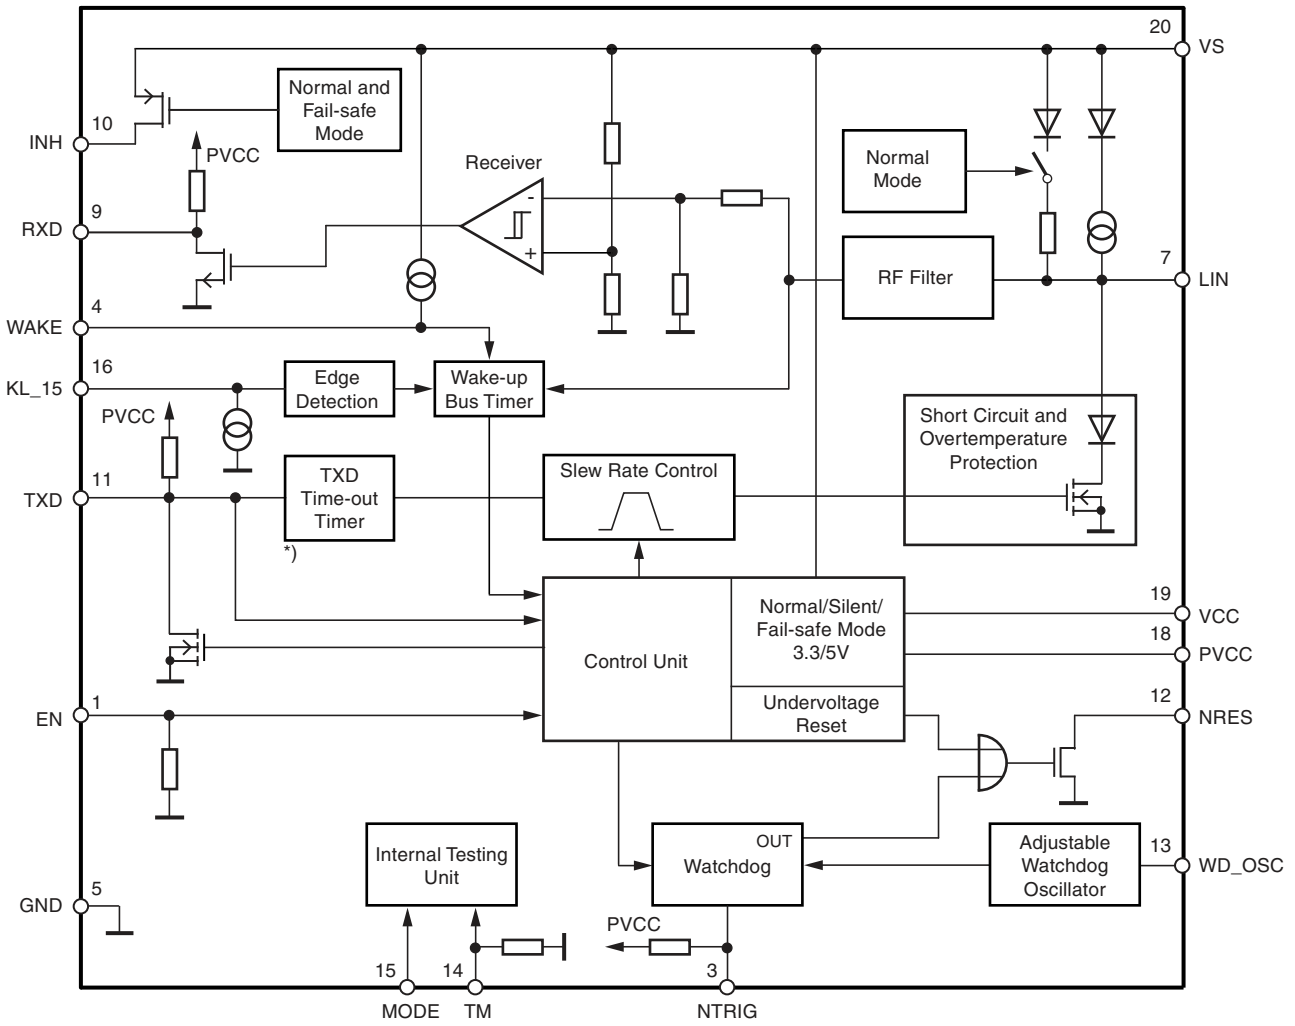 20
VS
Normal and
Fail-safe
Mode
10
INH
PVCC
Receiver
-
+
Normal
Mode
9
RXD
RF Filter
7
LIN
4
WAKE
16
KL_15
Edge
Detection
Wake-up
Bus Timer
PVCC
Short Circuit and
Overtemperature
Protection
11
TXD
TXD
Time-out
Timer
*)
Slew Rate Control
Control Unit
Normal/Silent/
Fail-safe Mode
3.3/5V
19
VCC
18
PVCC
Undervoltage
Reset
12
NRES
1
EN
Internal Testing
Unit
OUT
Watchdog
Adjustable
Watchdog
Oscillator
13
WD_OSC
5
GND
PVCC
15
14
3
MODE
TM
NTRIG